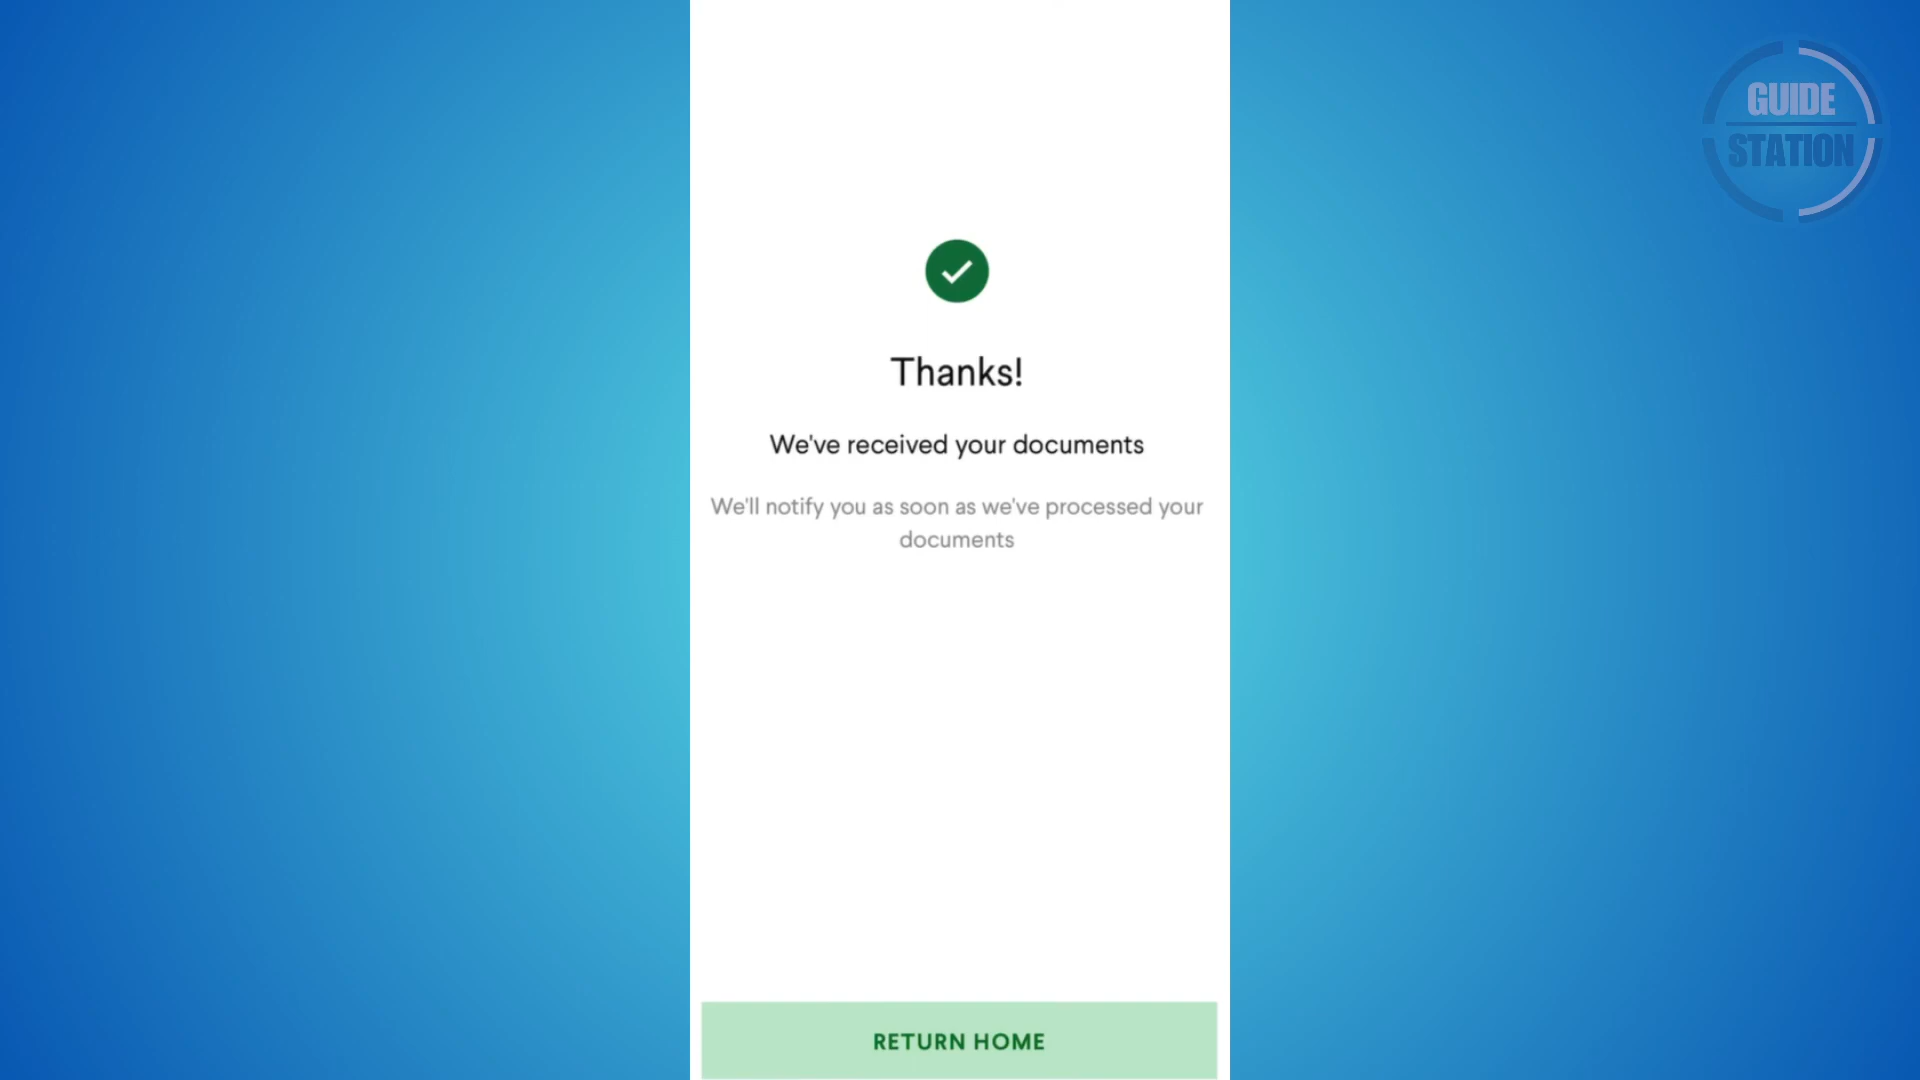 GUIDE
STATION
Thanks!
We've received your documents
We'll notify you as soon as we've processed your
documents
RETURN HOME